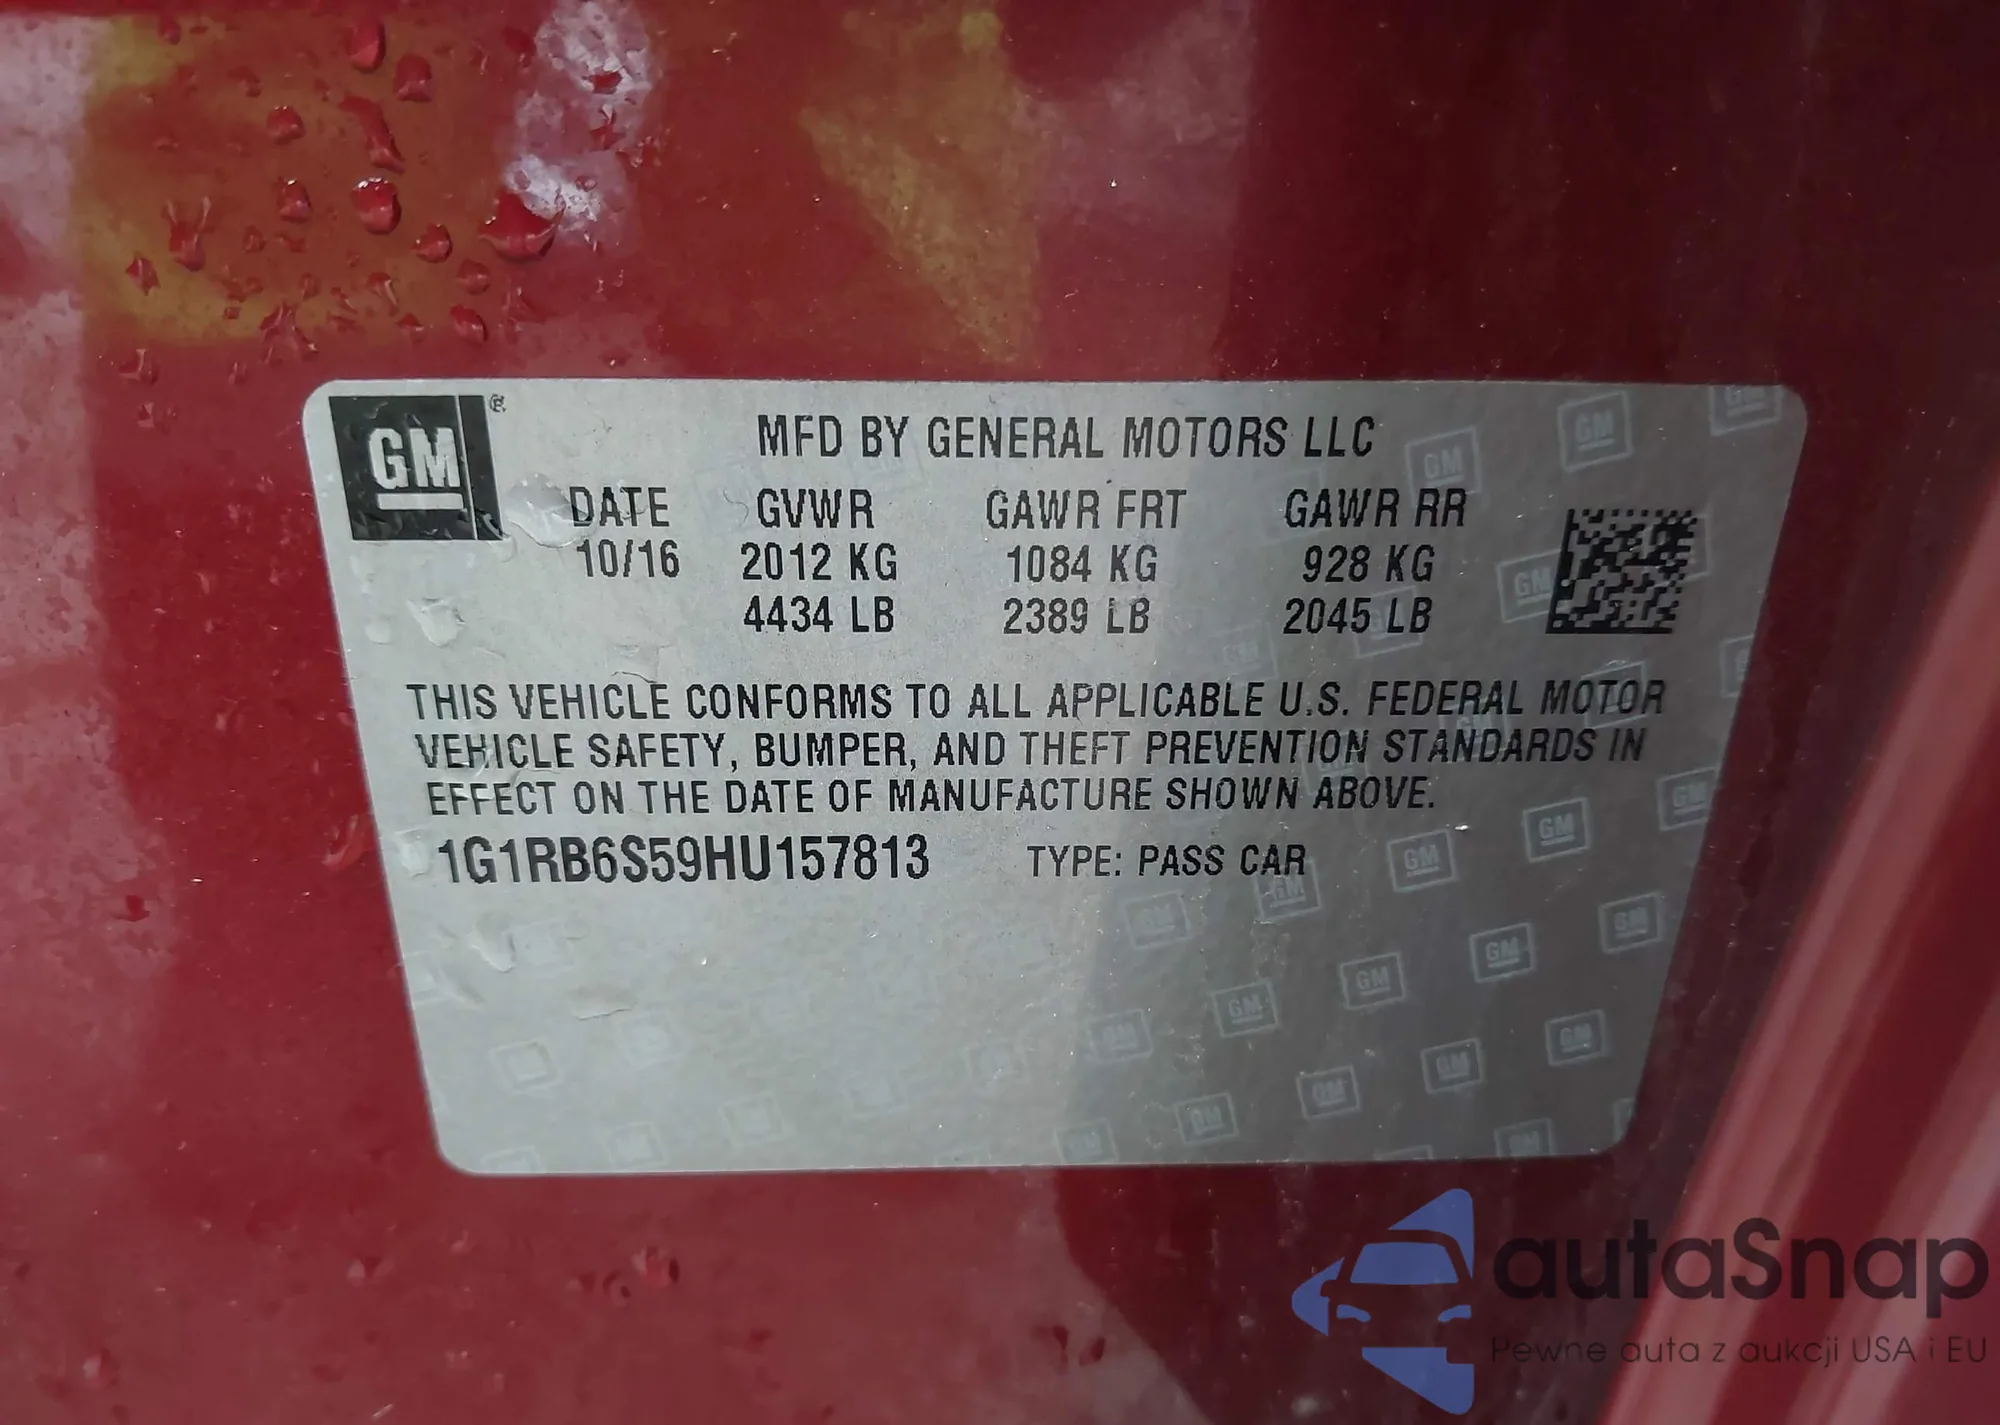 GM ®
MFD BY GENERAL MOTORS LLC
DATE GVWR GAWR FRT GAWR RR
10/16 2012 KG 1084 KG 928 KG
4434 LB 2389 LB 2045 LB
THIS VEHICLE CONFORMS TO ALL APPLICABLE U.S. FEDERAL MOTOR
VEHICLE SAFETY, BUMPER, AND THEFT PREVENTION STANDARDS IN
EFFECT ON THE DATE OF MANUFACTURE SHOWN ABOVE.
1G1RB6S59HU157813 TYPE: PASS CAR
autaSnap
Pewne auta z aukcji USA i EU